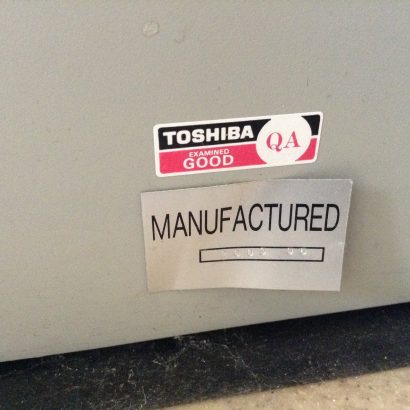 TOSHIBA
EXAMINED
GOOD
QA
MANUFACTURED